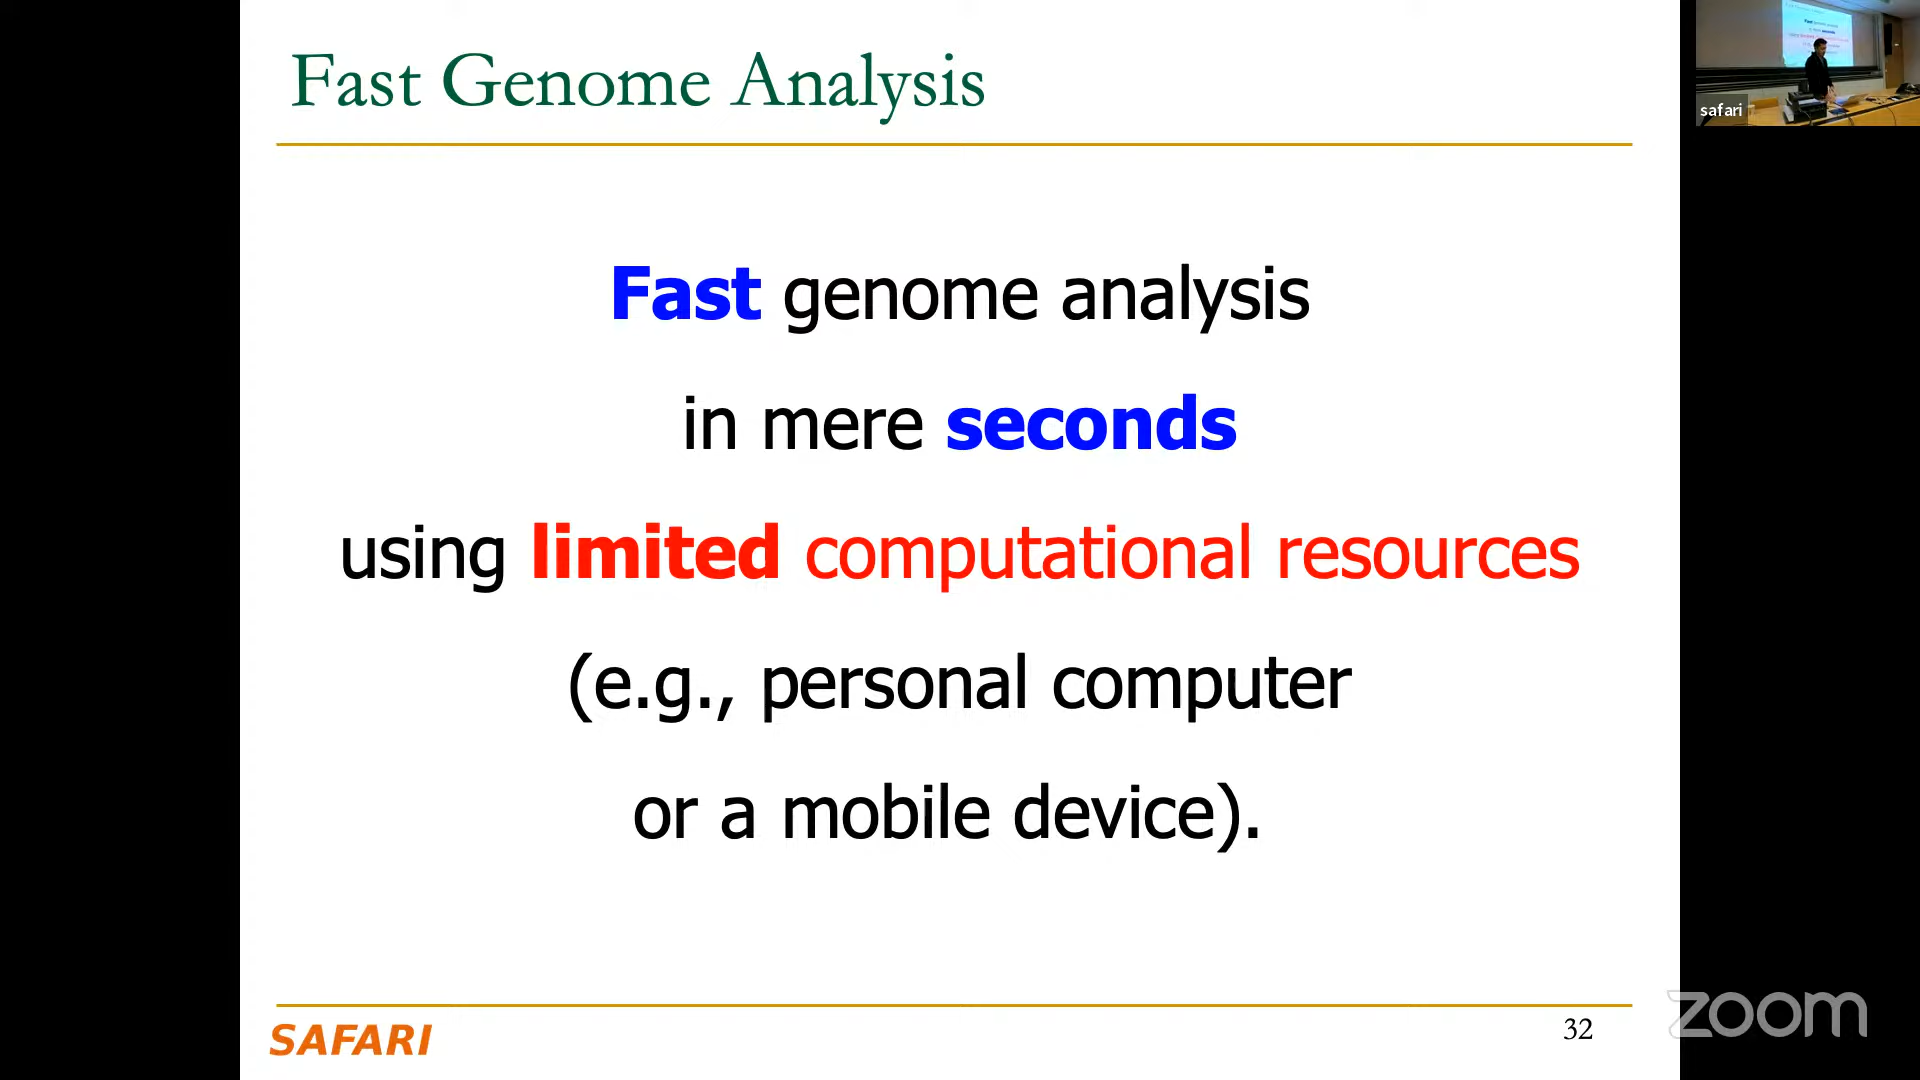 Fast Genome Analysis
Fast genome analysis
in mere seconds
using limited computational resources
(e.g., personal computer
or a mobile device).
SAFARI
32
safari
zoom